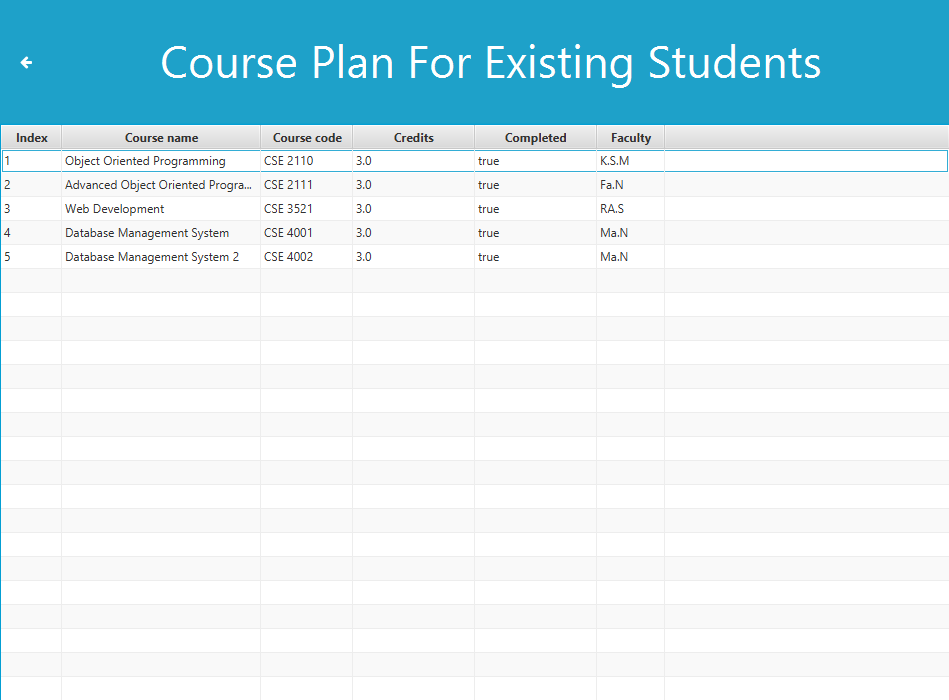 Course Plan For Existing Students
Index Course name Course code Credits Completed Faculty
1 Object Oriented Programming CSE 2110 3.0 true K.S.M
2 Advanced Object Oriented Progra... CSE 2111 3.0 true Fa.N
3 Web Development CSE 3521 3.0 true RA.S
4 Database Management System CSE 4001 3.0 true Ma.N
5 Database Management System 2 CSE 4002 3.0 true Ma.N